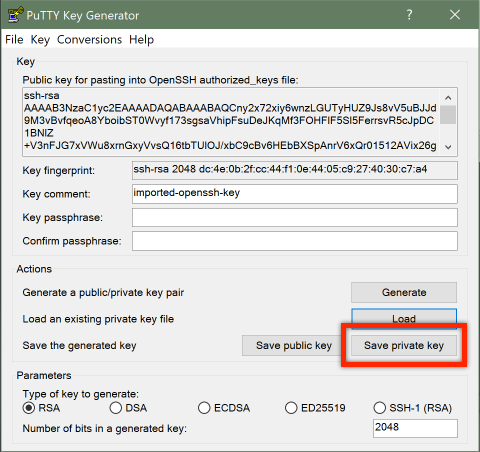 PuTTY Key Generator ? ×
File Key Conversions Help
Key
Public key for pasting into OpenSSH authorized_keys file:
ssh-rsa
AAAAB3NzaC1yc2EAAAADAQABAAABAQCny2x72xiy6wnzLGUTyHUZ9Js8vV5uBJJd
9M3vBvfqeoA8YboibST0Wvyf173sgsaVhipFsuDeJKqMf3FOHFIF5SI5FerrsvR5cJpDC
1BNIZ
+V3nFJG7xVWu8xrnGxyVvsQ16tbTUIOJ/xbC9cBv6HEbBXSpAnrV6xQr01512AVix26g
Key fingerprint: ssh-rsa 2048 dc:4e:0b:2f:cc:44:f1:0e:44:05:c9:27:40:30:c7:a4
Key comment: imported-openssh-key
Key passphrase:
Confirm passphrase:
Actions
Generate a public/private key pair Generate
Load an existing private key file Load
Save the generated key Save public key Save private key
Parameters
Type of key to generate:
RSA DSA ECDSA ED25519 SSH-1 (RSA)
Number of bits in a generated key: 2048